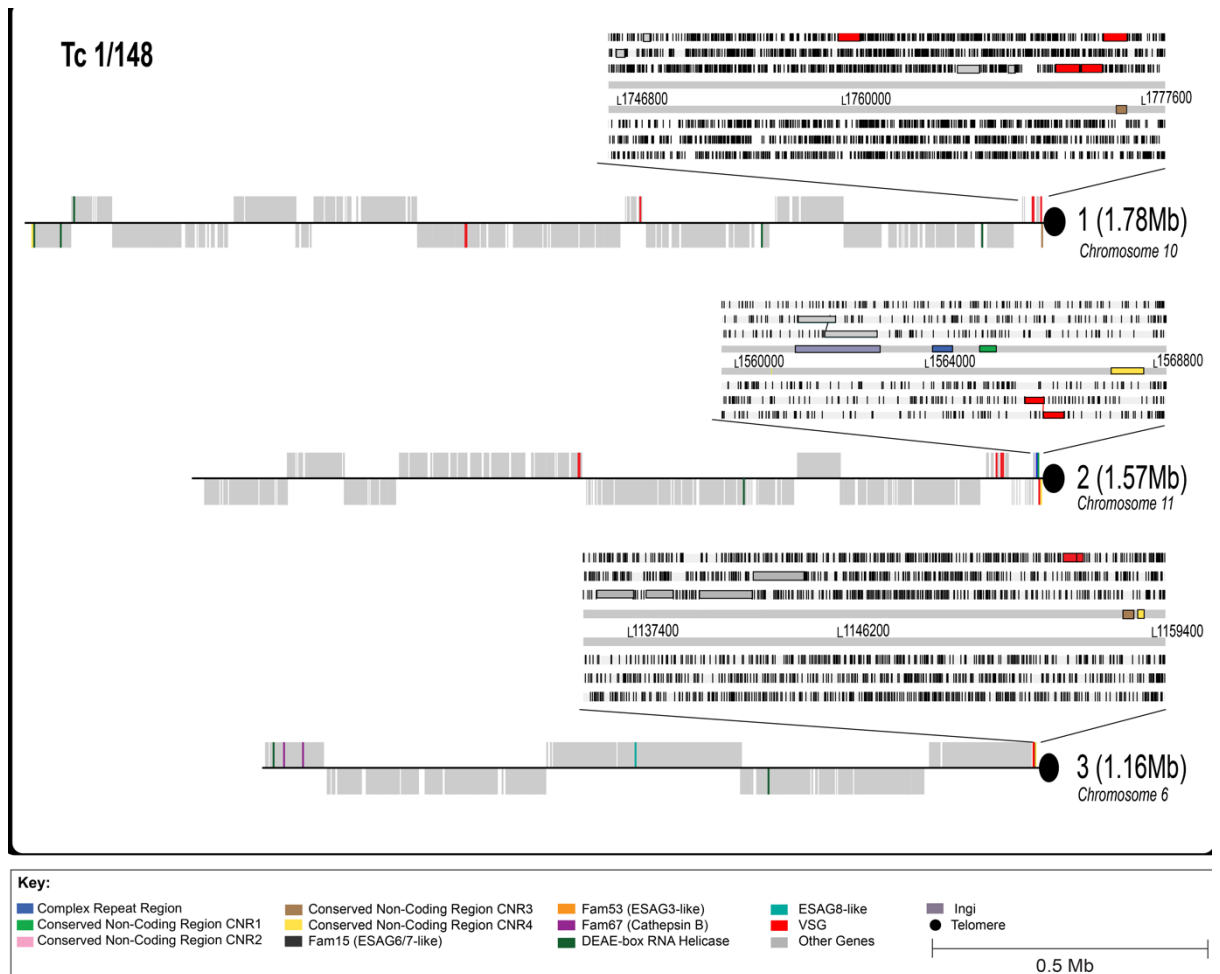 Tc 1/148
1746800 1760000 1777600
1 (1.78Mb)
Chromosome 10
1560000 1564000 1568800
2 (1.57Mb)
Chromosome 11
1137400 1146200 1159400
3 (1.16Mb)
Chromosome 6
Key:
Complex Repeat Region
Conserved Non-Coding Region CNR1
Conserved Non-Coding Region CNR2
Conserved Non-Coding Region CNR3
Conserved Non-Coding Region CNR4
Fam15 (ESAG6/7-like)
Fam53 (ESAG3-like)
Fam67 (Cathepsin B)
DEAE-box RNA Helicase
ESAG8-like
VSG
Other Genes
Ingi
Telomere
0.5 Mb